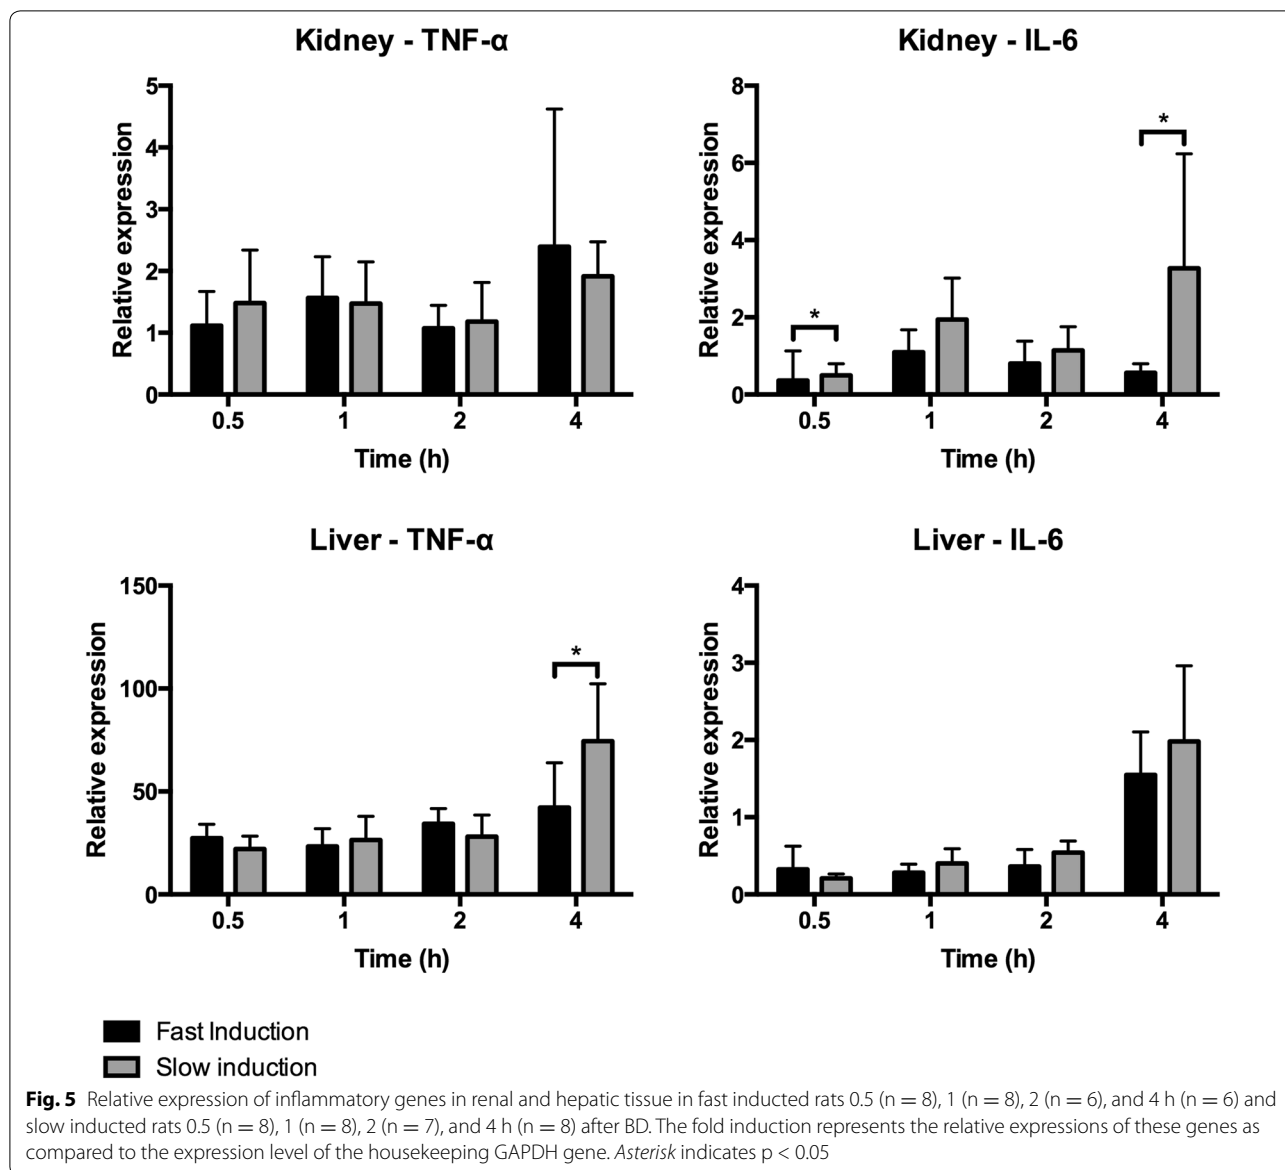 Kidney - TNF-α
Relative expression
5
4
3
2
1
0
0.5 1 2 4
Time (h)
Kidney - IL-6
Relative expression
8
6
4
2
0
*
*
0.5 1 2 4
Time (h)
Liver - TNF-α
Relative expression
150
100
50
0
*
0.5 1 2 4
Time (h)
Liver - IL-6
Relative expression
4
3
2
1
0
0.5 1 2 4
Time (h)
Fast Induction
Slow induction
Fig. 5 Relative expression of inflammatory genes in renal and hepatic tissue in fast inducted rats 0.5 (n = 8), 1 (n = 8), 2 (n = 6), and 4 h (n = 6) and
slow inducted rats 0.5 (n = 8), 1 (n = 8), 2 (n = 7), and 4 h (n = 8) after BD. The fold induction represents the relative expressions of these genes as
compared to the expression level of the housekeeping GAPDH gene. Asterisk indicates p < 0.05